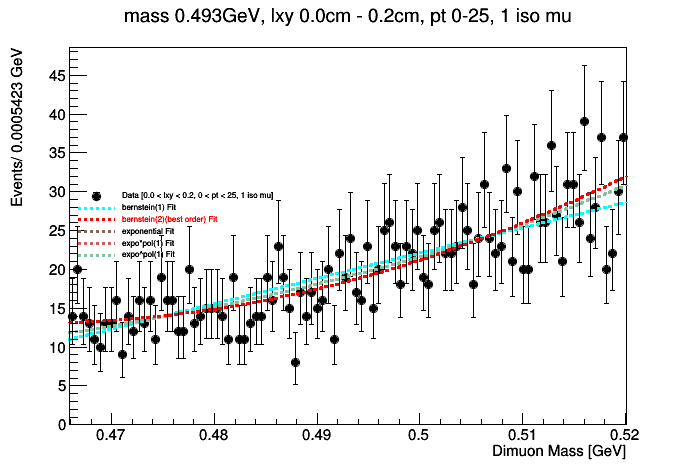 mass 0.493GeV, lxy 0.0cm - 0.2cm, pt 0-25, 1 iso mu
Events/ 0.0005423 GeV
45
40
35
30
25
20
15
10
5
0
Data [0.0 < lxy < 0.2, 0 < pt < 25, 1 iso mu]
bernstein(1) Fit
bernstein(2)(best order) Fit
exponential Fit
expo*pol(1) Fit
expo*pol(1) Fit
0.47 0.48 0.49 0.5 0.51 0.52
Dimuon Mass [GeV]